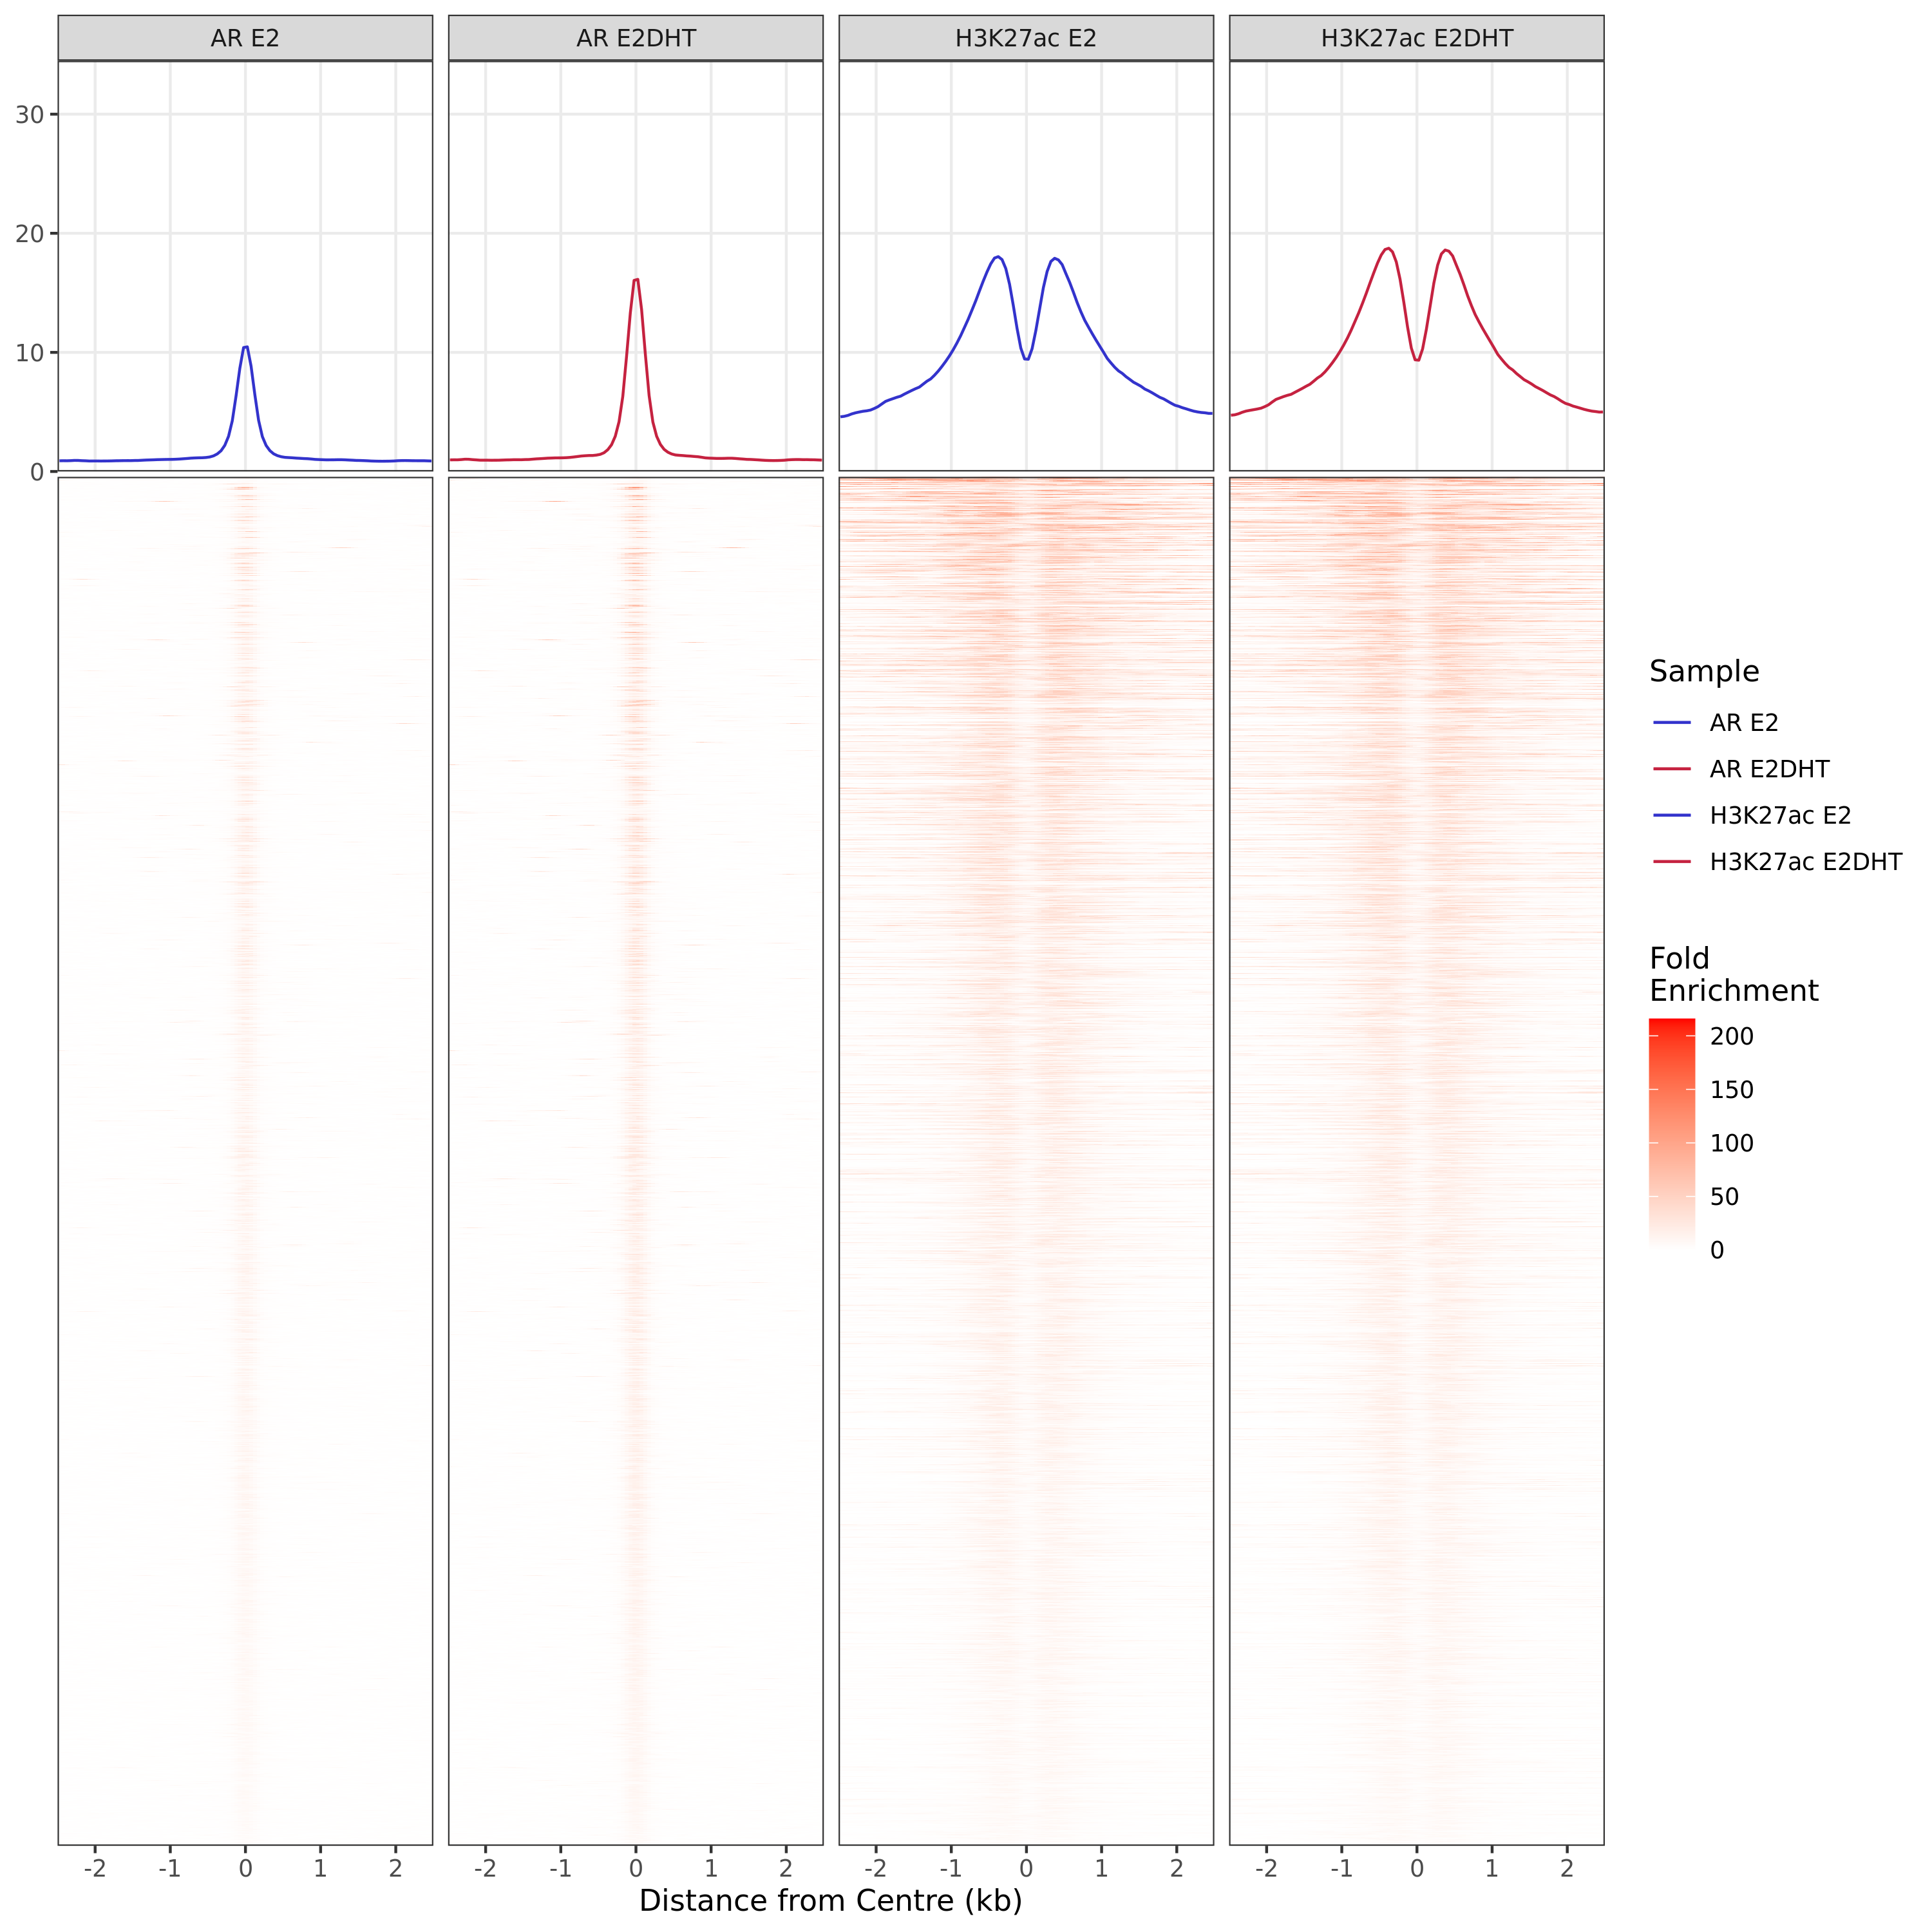 AR E2
AR E2DHT
H3K27ac E2
H3K27ac E2DHT
30
20
10
0
Sample
AR E2
AR E2DHT
H3K27ac E2
H3K27ac E2DHT
Fold
Enrichment
200
150
100
50
0
-2 -1 0 1 2
-2 -1 0 1 2
-2 -1 0 1 2
-2 -1 0 1 2
Distance from Centre (kb)